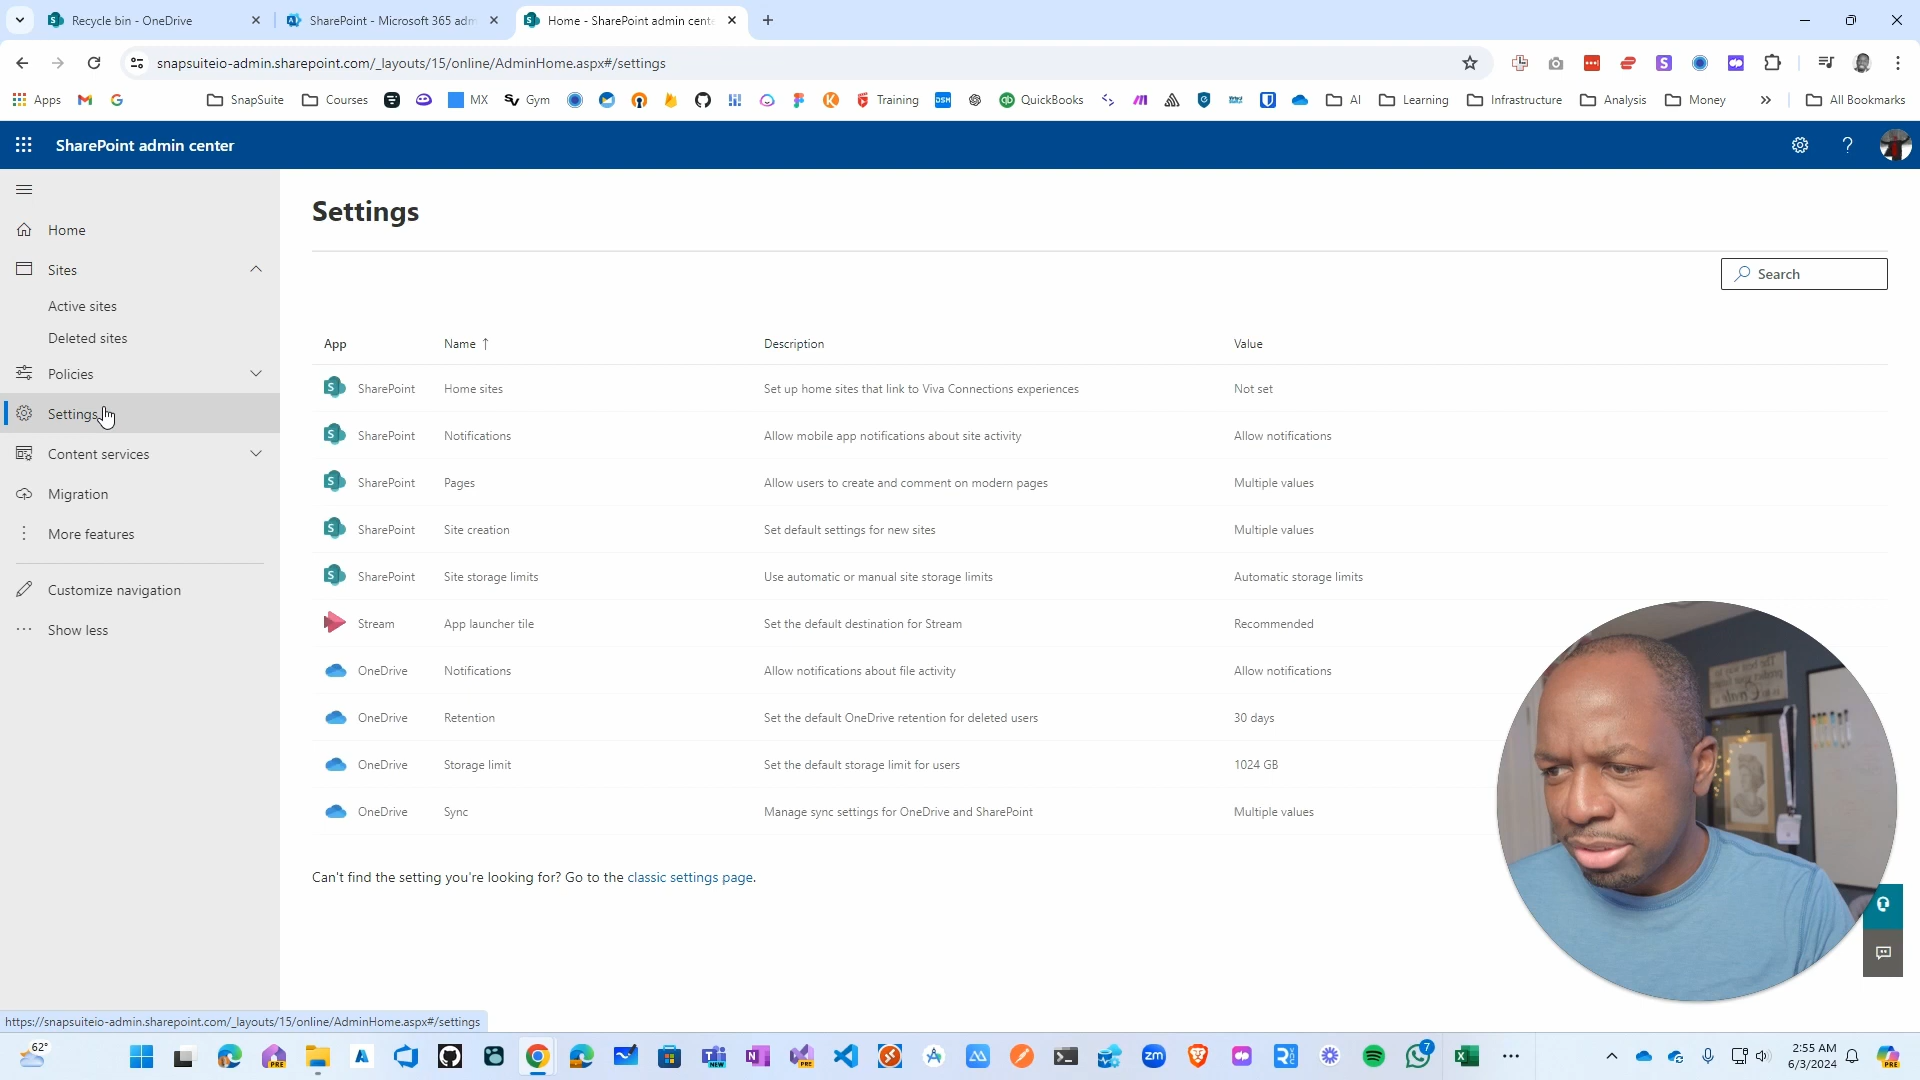 Recycle bin - OneDrive
SharePoint - Microsoft 365 adm
Home - SharePoint admin cente
snapsuiteio-admin.sharepoint.com/_layouts/15/online/AdminHome.aspx#/settings
Apps
SnapSuite
Courses
MX
Gym
Training
QuickBooks
AI
Learning
Infrastructure
Analysis
Money
All Bookmarks
SharePoint admin center
Home
Sites
Active sites
Deleted sites
Policies
Settings
Content services
Migration
More features
Customize navigation
Show less
Settings
Search
App Name ↑ Description Value
SharePoint Home sites Set up home sites that link to Viva Connections experiences Not set
SharePoint Notifications Allow mobile app notifications about site activity Allow notifications
SharePoint Pages Allow users to create and comment on modern pages Multiple values
SharePoint Site creation Set default settings for new sites Multiple values
SharePoint Site storage limits Use automatic or manual site storage limits Automatic storage limits
Stream App launcher tile Set the default destination for Stream Recommended
OneDrive Notifications Allow notifications about file activity Allow notifications
OneDrive Retention Set the default OneDrive retention for deleted users 30 days
OneDrive Storage limit Set the default storage limit for users 1024 GB
OneDrive Sync Manage sync settings for OneDrive and SharePoint Multiple values
Can't find the setting you're looking for? Go to the classic settings page.
https://snapsuiteio-admin.sharepoint.com/_layouts/15/online/AdminHome.aspx#/settings
62°
7
2:55 AM
6/3/2024